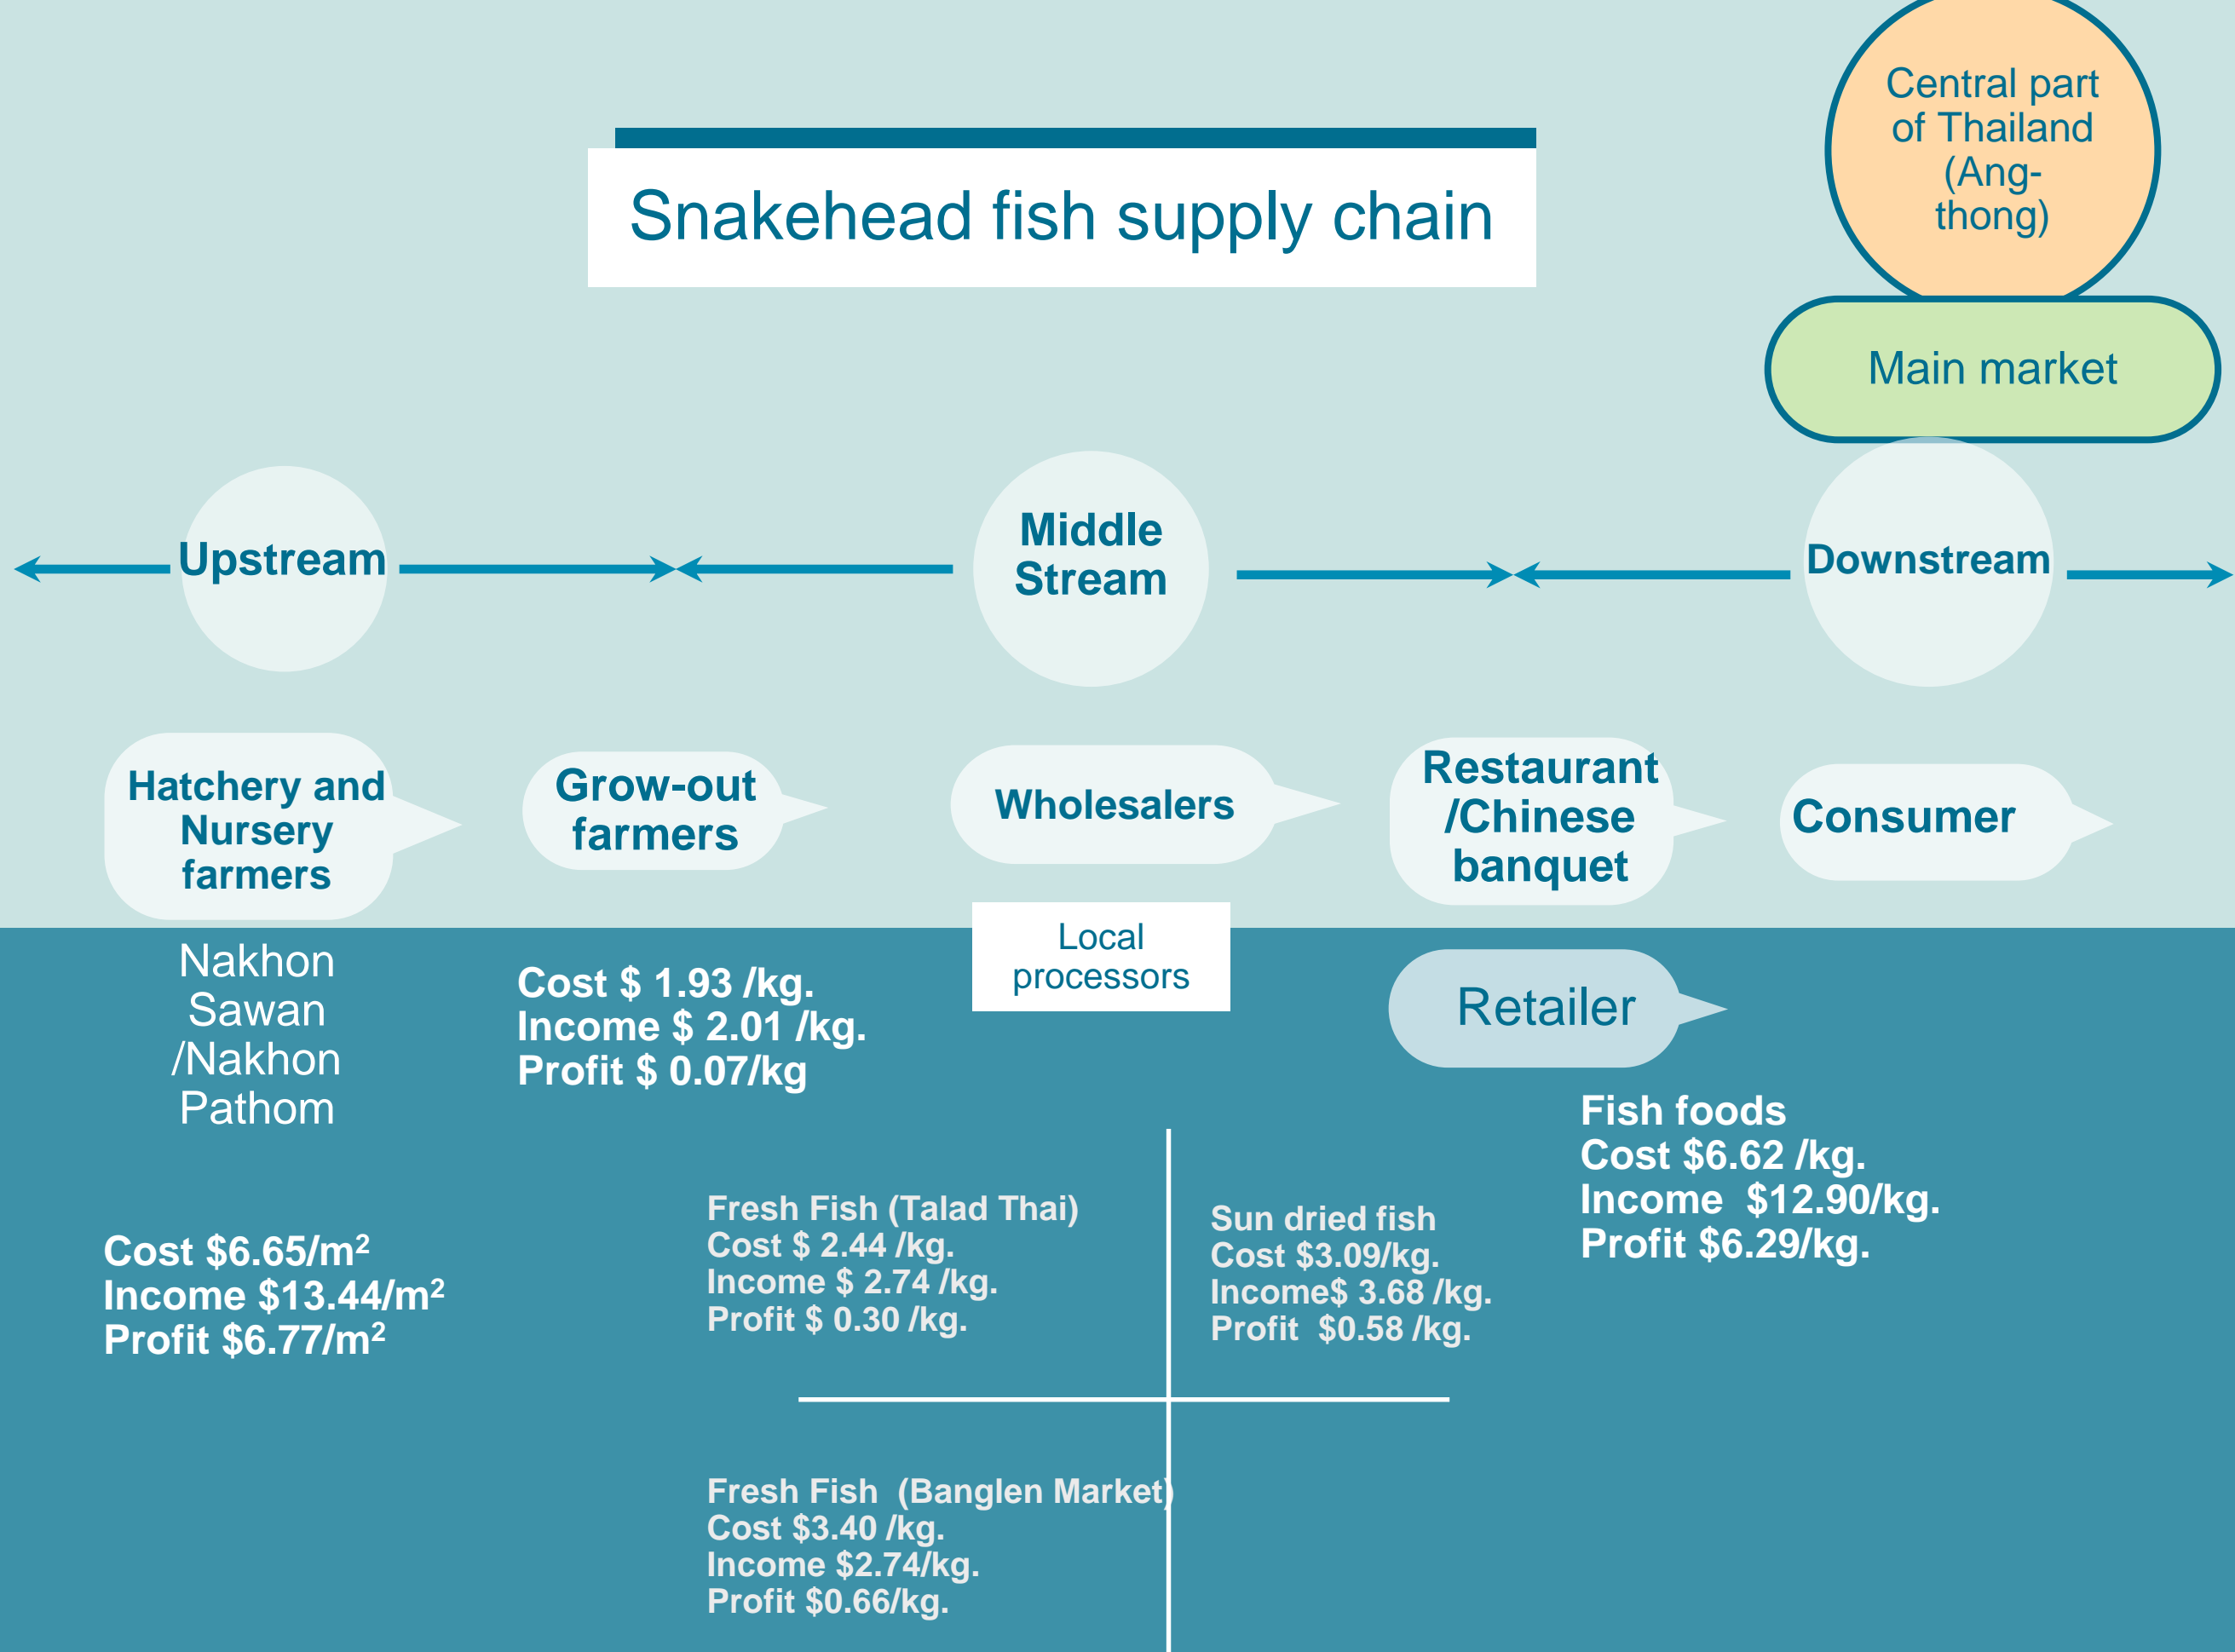 Central part
of Thailand
(Ang-
thong)
Snakehead fish supply chain
Main market
Upstream
Middle
Stream
Downstream
Hatchery and
Nursery
farmers
Grow-out
farmers
Wholesalers
Restaurant
/Chinese
banquet
Consumer
Local
processors
Retailer
Nakhon
Sawan
/Nakhon
Pathom
Cost $ 1.93 /kg.
Income $ 2.01 /kg.
Profit $ 0.07/kg
Fish foods
Cost $6.62 /kg.
Income $12.90/kg.
Profit $6.29/kg.
Cost $6.65/m²
Income $13.44/m²
Profit $6.77/m²
Fresh Fish (Talad Thai)
Cost $ 2.44 /kg.
Income $ 2.74 /kg.
Profit $ 0.30 /kg.
Sun dried fish
Cost $3.09/kg.
Income$ 3.68 /kg.
Profit $0.58 /kg.
Fresh Fish (Banglen Market)
Cost $3.40 /kg.
Income $2.74/kg.
Profit $0.66/kg.